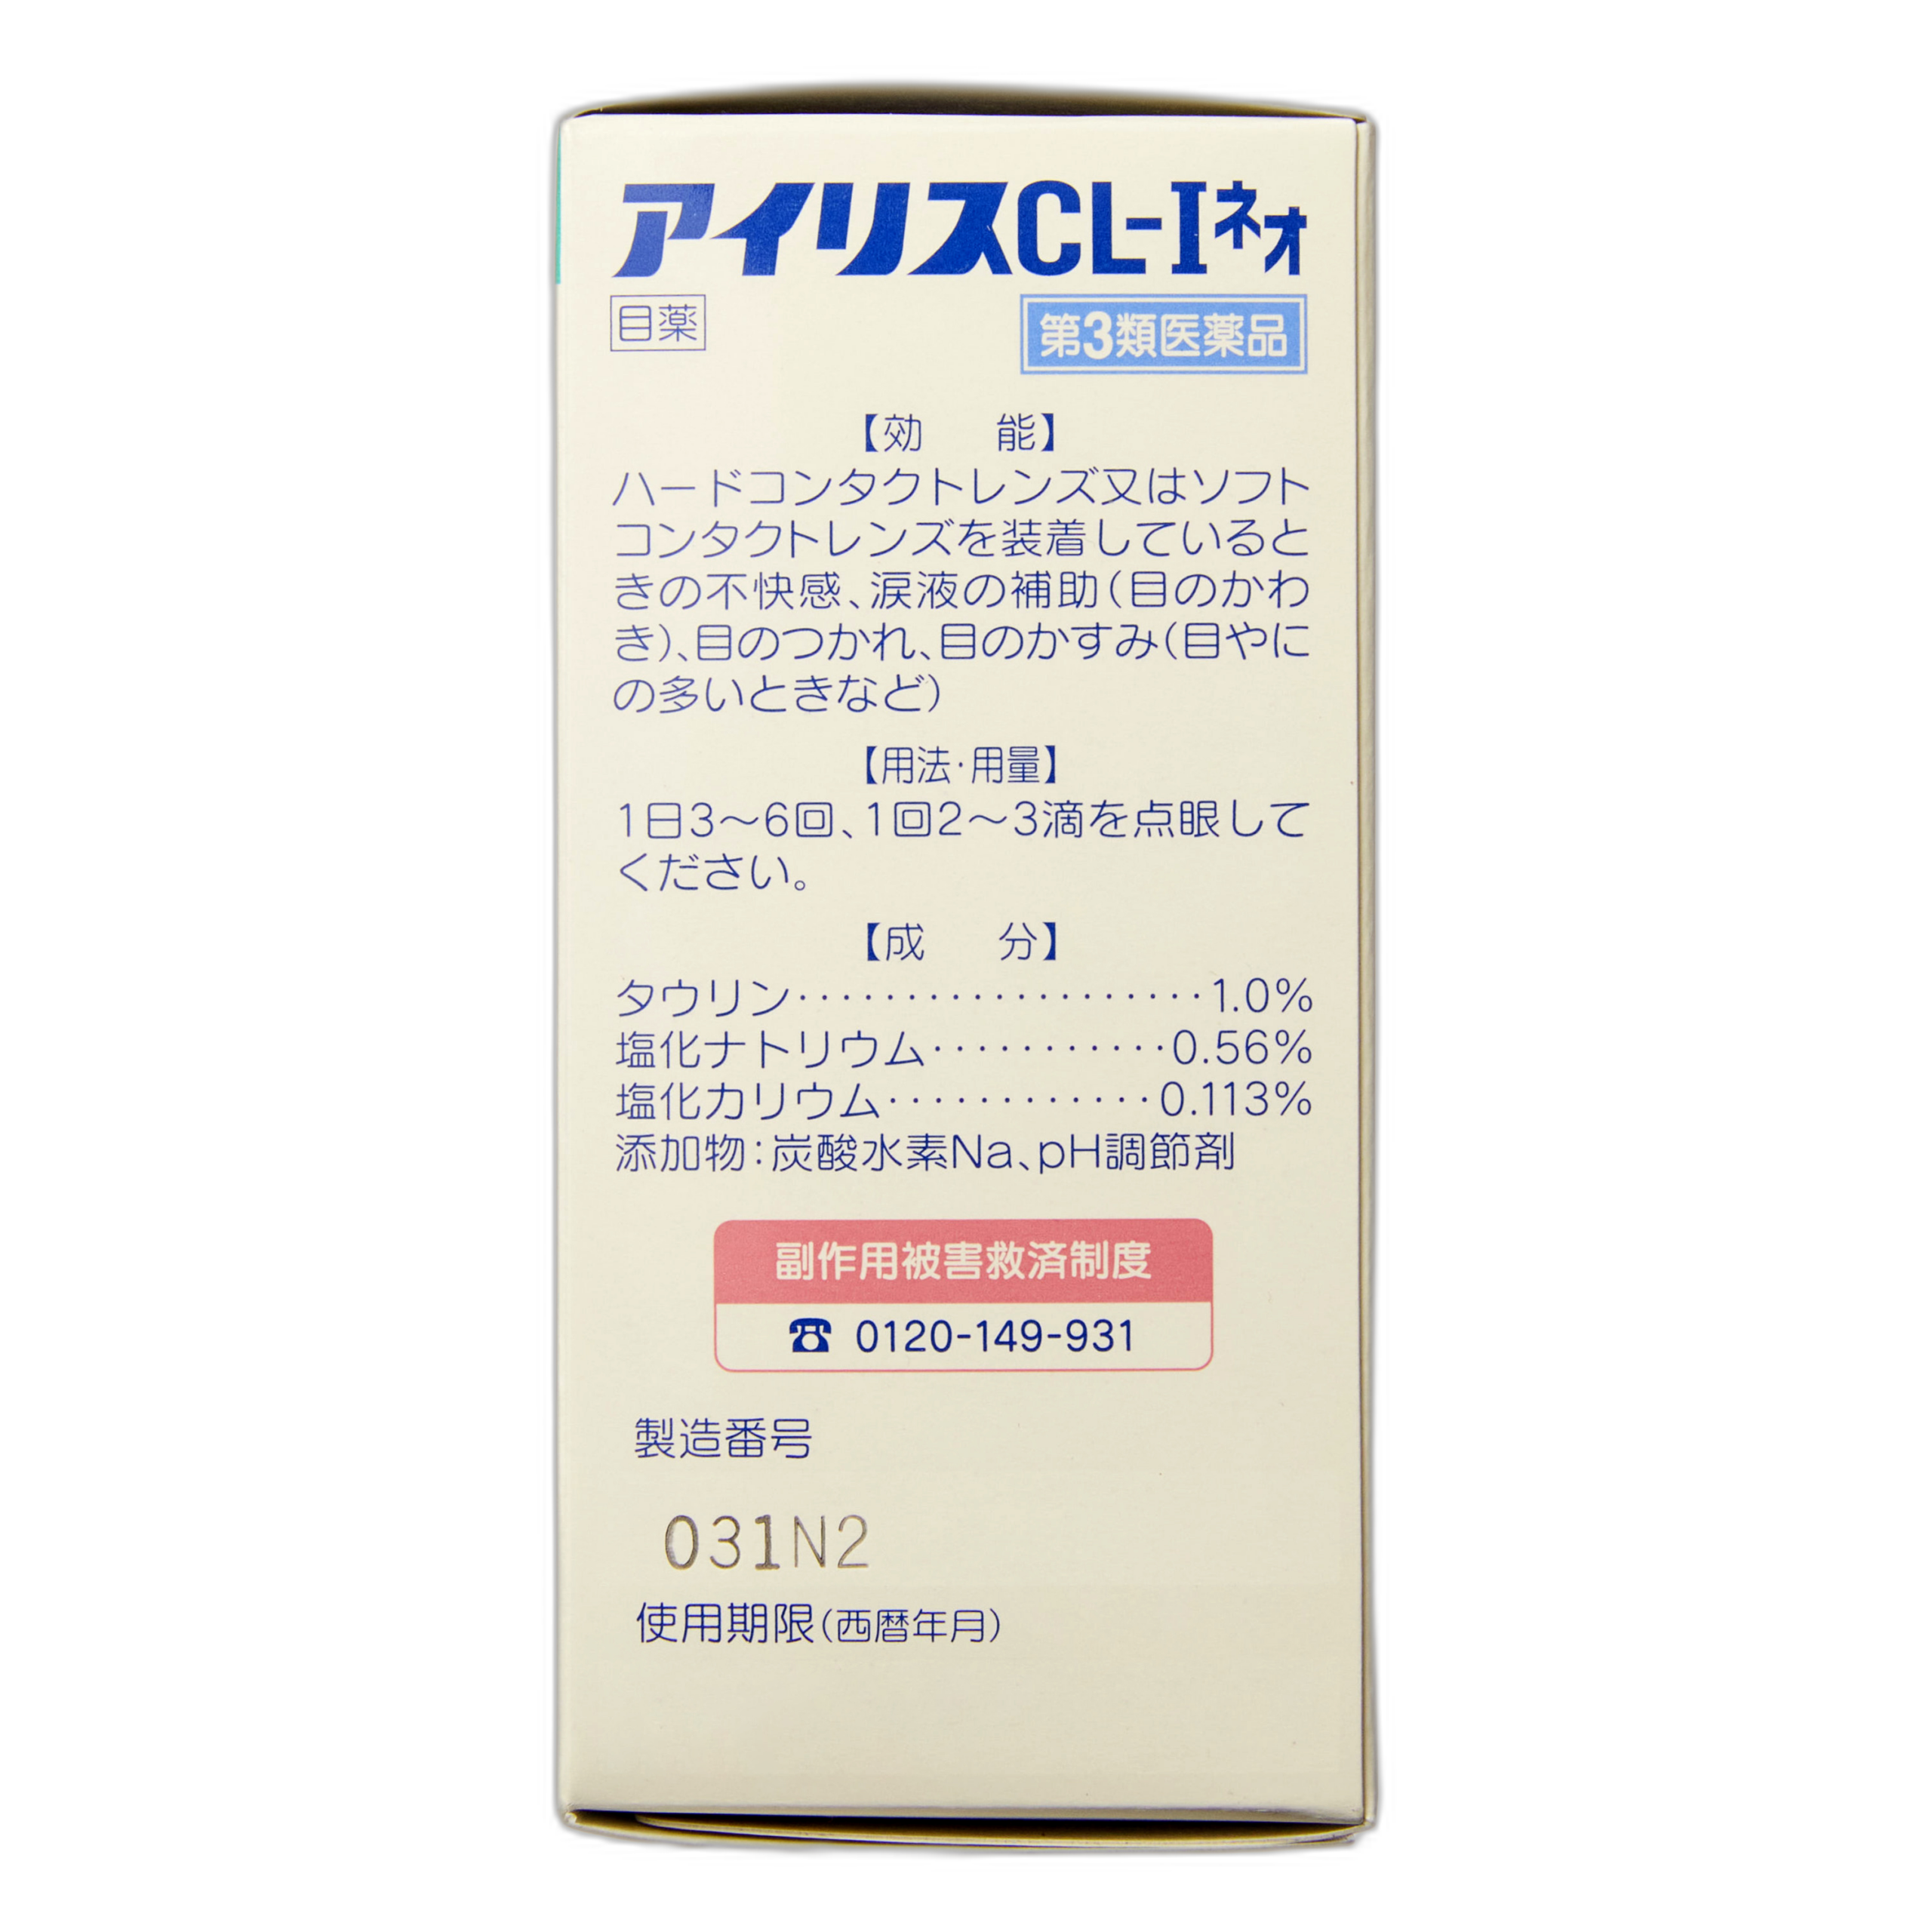 アイリスCL-Iネオ
目薬
第3類医薬品
【効　能】
ハードコンタクトレンズ又はソフト
コンタクトレンズを装着していると
きの不快感、涙液の補助(目のかわ
き)、目のつかれ、目のかすみ(目やに
の多いときなど)
【用法・用量】
1日3～6回、1回2～3滴を点眼して
ください。
【成　分】
タウリン…………………1.0%
塩化ナトリウム…………0.56%
塩化カリウム…………0.113%
添加物：炭酸水素Na、pH調節剤
副作用被害救済制度
☎ 0120-149-931
製造番号
031N2
使用期限(西暦年月)